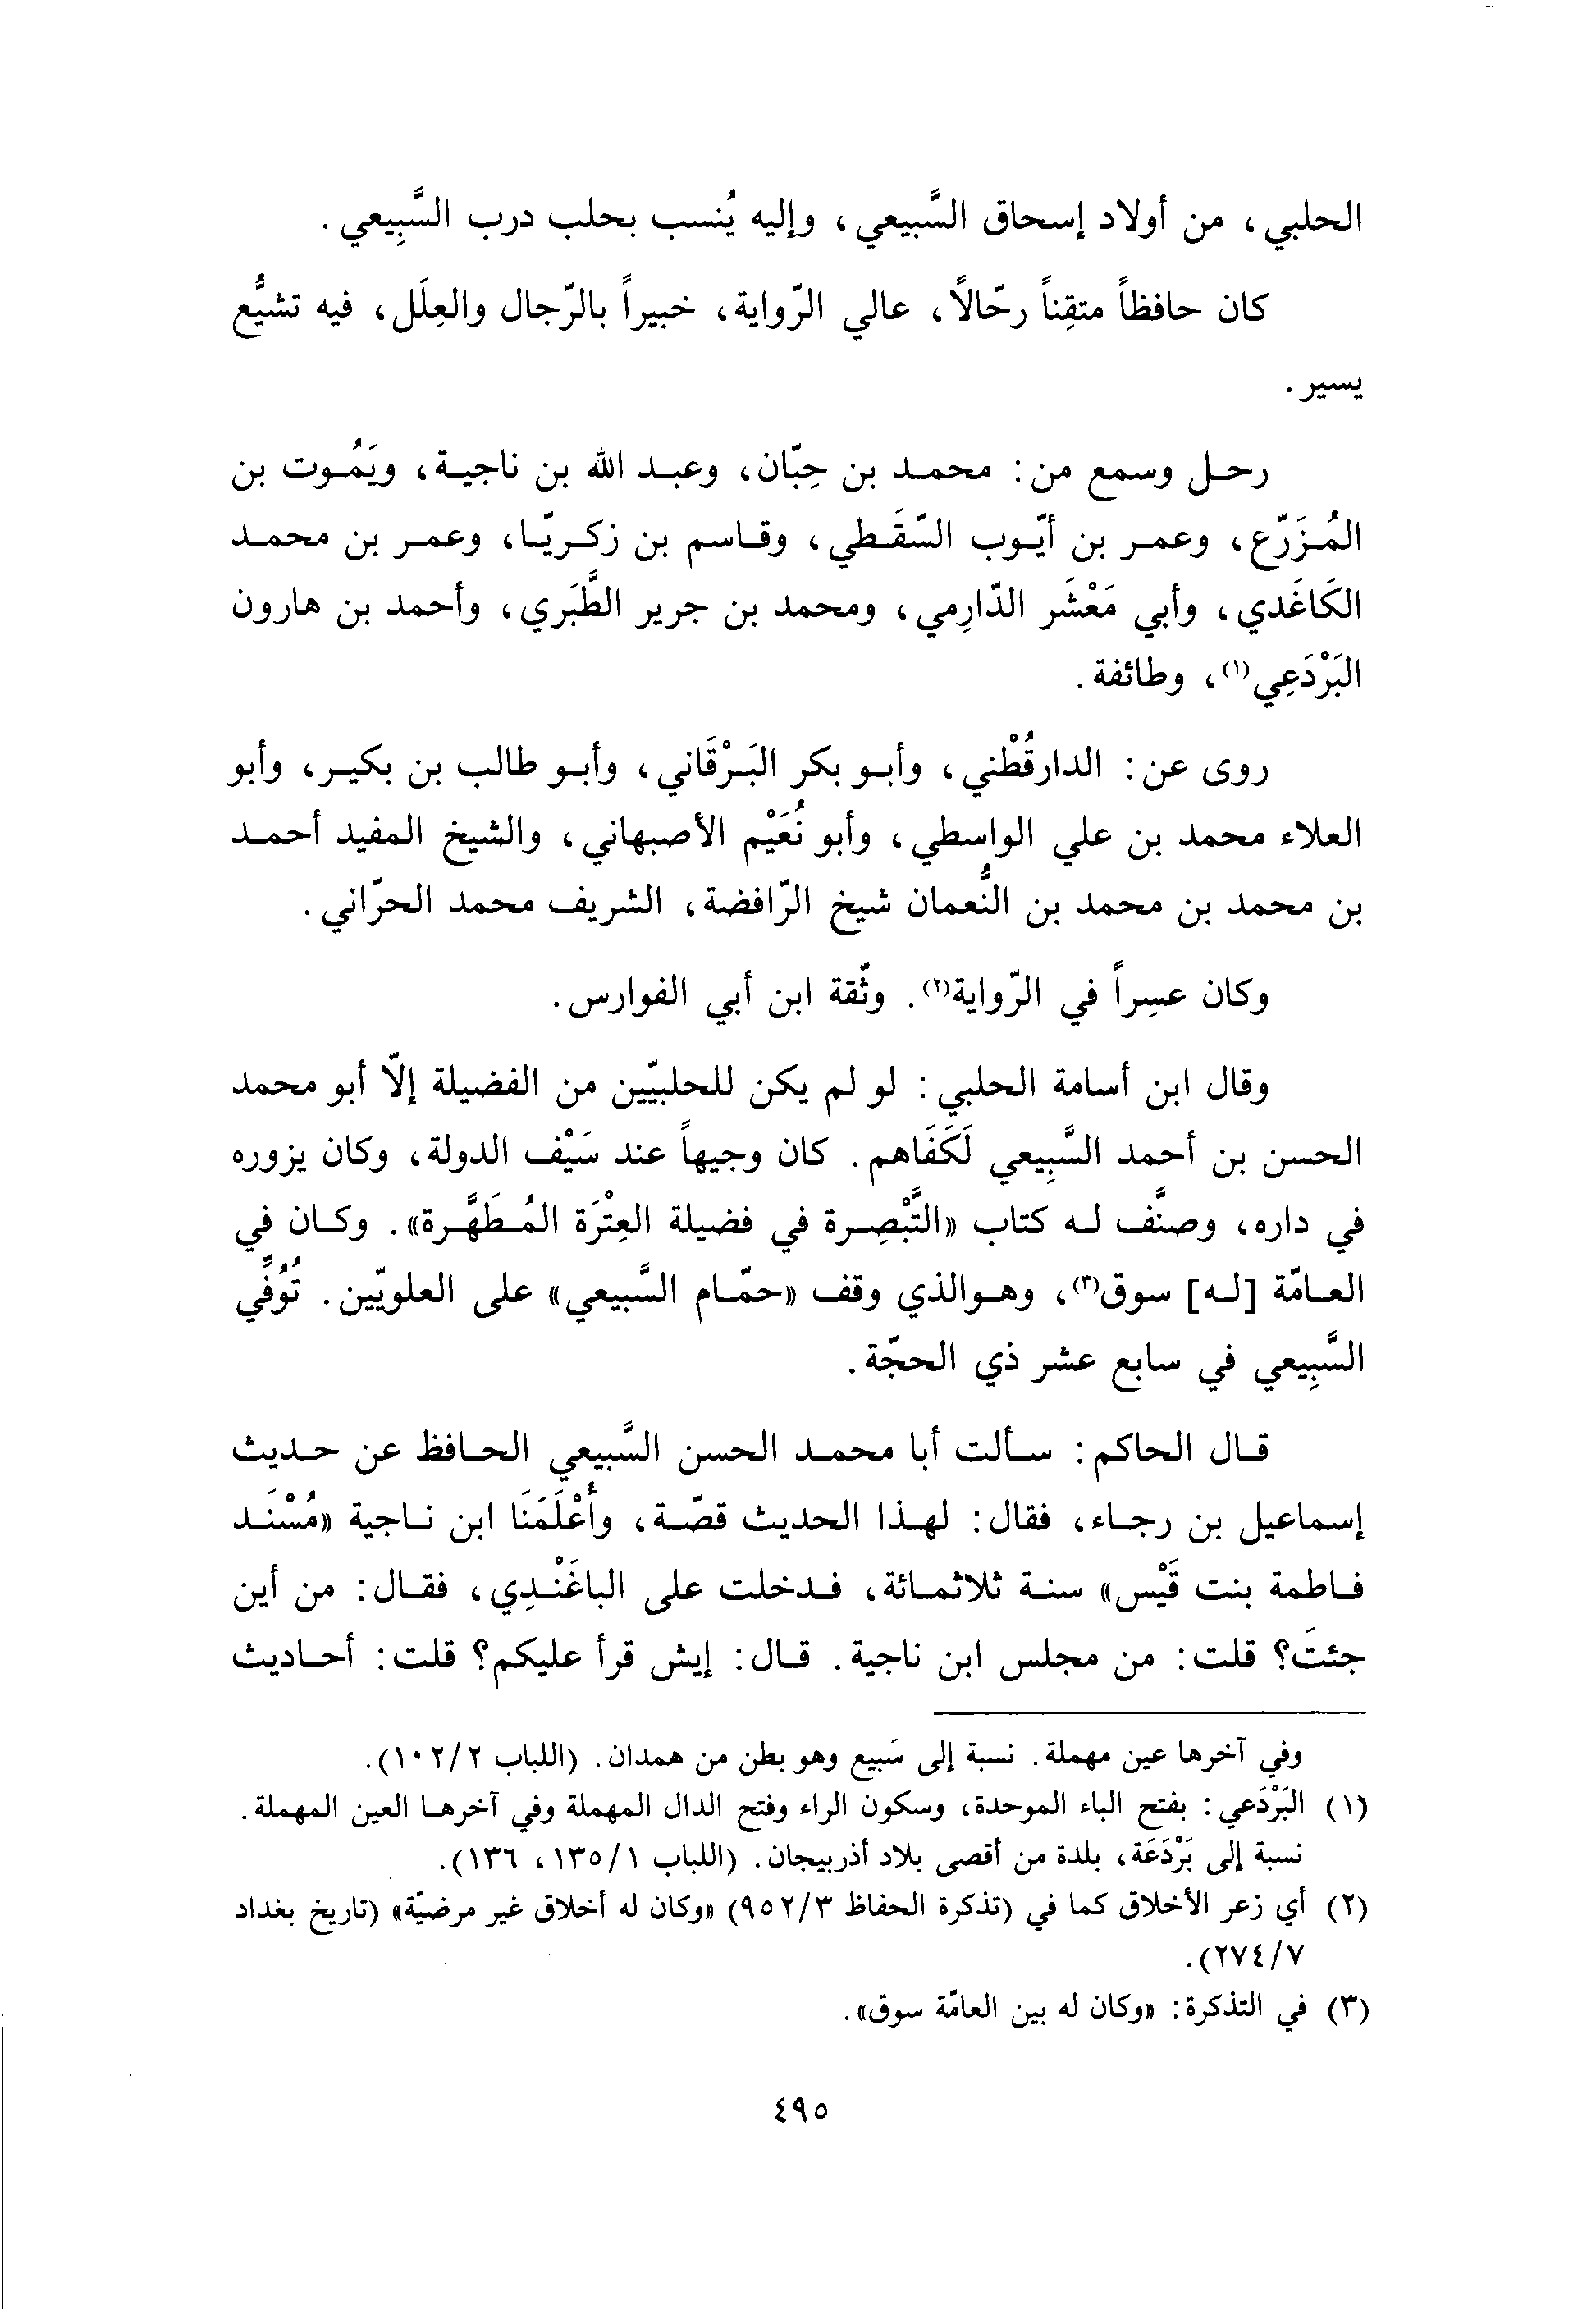 الحلبي، من أولاد إسحاق السَّبيعي، وإليه يُنسب بحلب درب السَّبِيعي.
كان حافظاً متقِناً رحّالاً، عالي الرّواية، خبيراً بالرّجال والعِلَل، فيه تشيُّع
يسير.
رحل وسمع من: محمد بن حِبّان، وعبد الله بن ناجية، ويَمُوت بن
المُزَرّع، وعمر بن أيّوب السّقَطي، وقاسم بن زكريّا، وعمر بن محمد
الكَاغَدي، وأبي مَعْشَر الدّارِمي، ومحمد بن جرير الطَّبَري، وأحمد بن هارون
البَرْدَعِي(١)، وطائفة.
روى عن: الدارقُطْني، وأبو بكر البَرْقَاني، وأبو طالب بن بكير، وأبو
العلاء محمد بن علي الواسطي، وأبو نُعَيْم الأصبهاني، والشيخ المفيد أحمد
بن محمد بن محمد بن النُّعمان شيخ الرّافضة، الشريف محمد الحرّاني.
وكان عسِراً في الرّواية(٢). وثّقة ابن أبي الفوارس.
وقال ابن أسامة الحلبي: لو لم يكن للحلبيّين من الفضيلة إلاّ أبو محمد
الحسن بن أحمد السَّبِيعي لَكَفَاهم. كان وجيهاً عند سَيْف الدولة، وكان يزوره
في داره، وصنَّف له كتاب «التَّبْصِرة في فضيلة العِتْرَة المُطَهَّرة». وكان في
العامّة [له] سوق(٣)، وهوالذي وقف «حمّام السَّبيعي» على العلويّين. تُوُفِّي
السَّبِيعي في سابع عشر ذي الحجّة.
قال الحاكم: سألت أبا محمد الحسن السَّبيعي الحافظ عن حديث
إسماعيل بن رجاء، فقال: لهذا الحديث قصّة، وأَعْلَمَنَا ابن ناجية «مُسْنَد
فاطمة بنت قَيْس» سنة ثلاثمائة، فدخلت على الباغَنْدِي، فقال: من أين
جئتَ؟ قلت: من مجلس ابن ناجية. قال: إيش قرأ عليكم؟ قلت: أحاديث
وفي آخرها عين مهملة. نسبة إلى سَبيع وهو بطن من همدان. (اللباب ١٠٢/٢).
(١) البَرْدَعي: بفتح الباء الموحدة، وسكون الراء وفتح الدال المهملة وفي آخرها العين المهملة.
نسبة إلى بَرْدَعَة، بلدة من أقصى بلاد أذربيجان. (اللباب ١٣٥/١، ١٣٦).
(٢) أي زعر الأخلاق كما في (تذكرة الحفاظ ٩٥٢/٣) «وكان له أخلاق غير مرضيّة» (تاريخ بغداد
٢٧٤/٧).
(٣) في التذكرة: «وكان له بين العامّة سوق».
٤٩٥